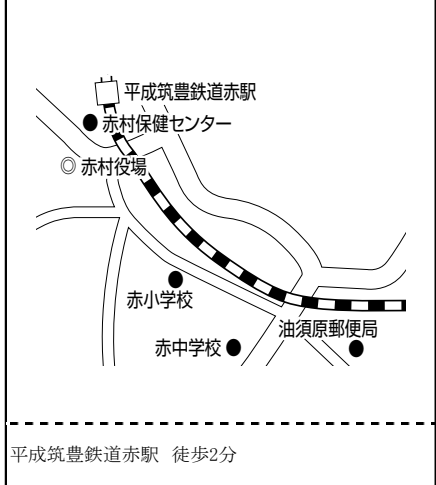 平成筑豊鉄道赤駅
赤村保健センター
赤村役場
赤小学校
油須原郵便局
赤中学校
平成筑豊鉄道赤駅 徒歩2分